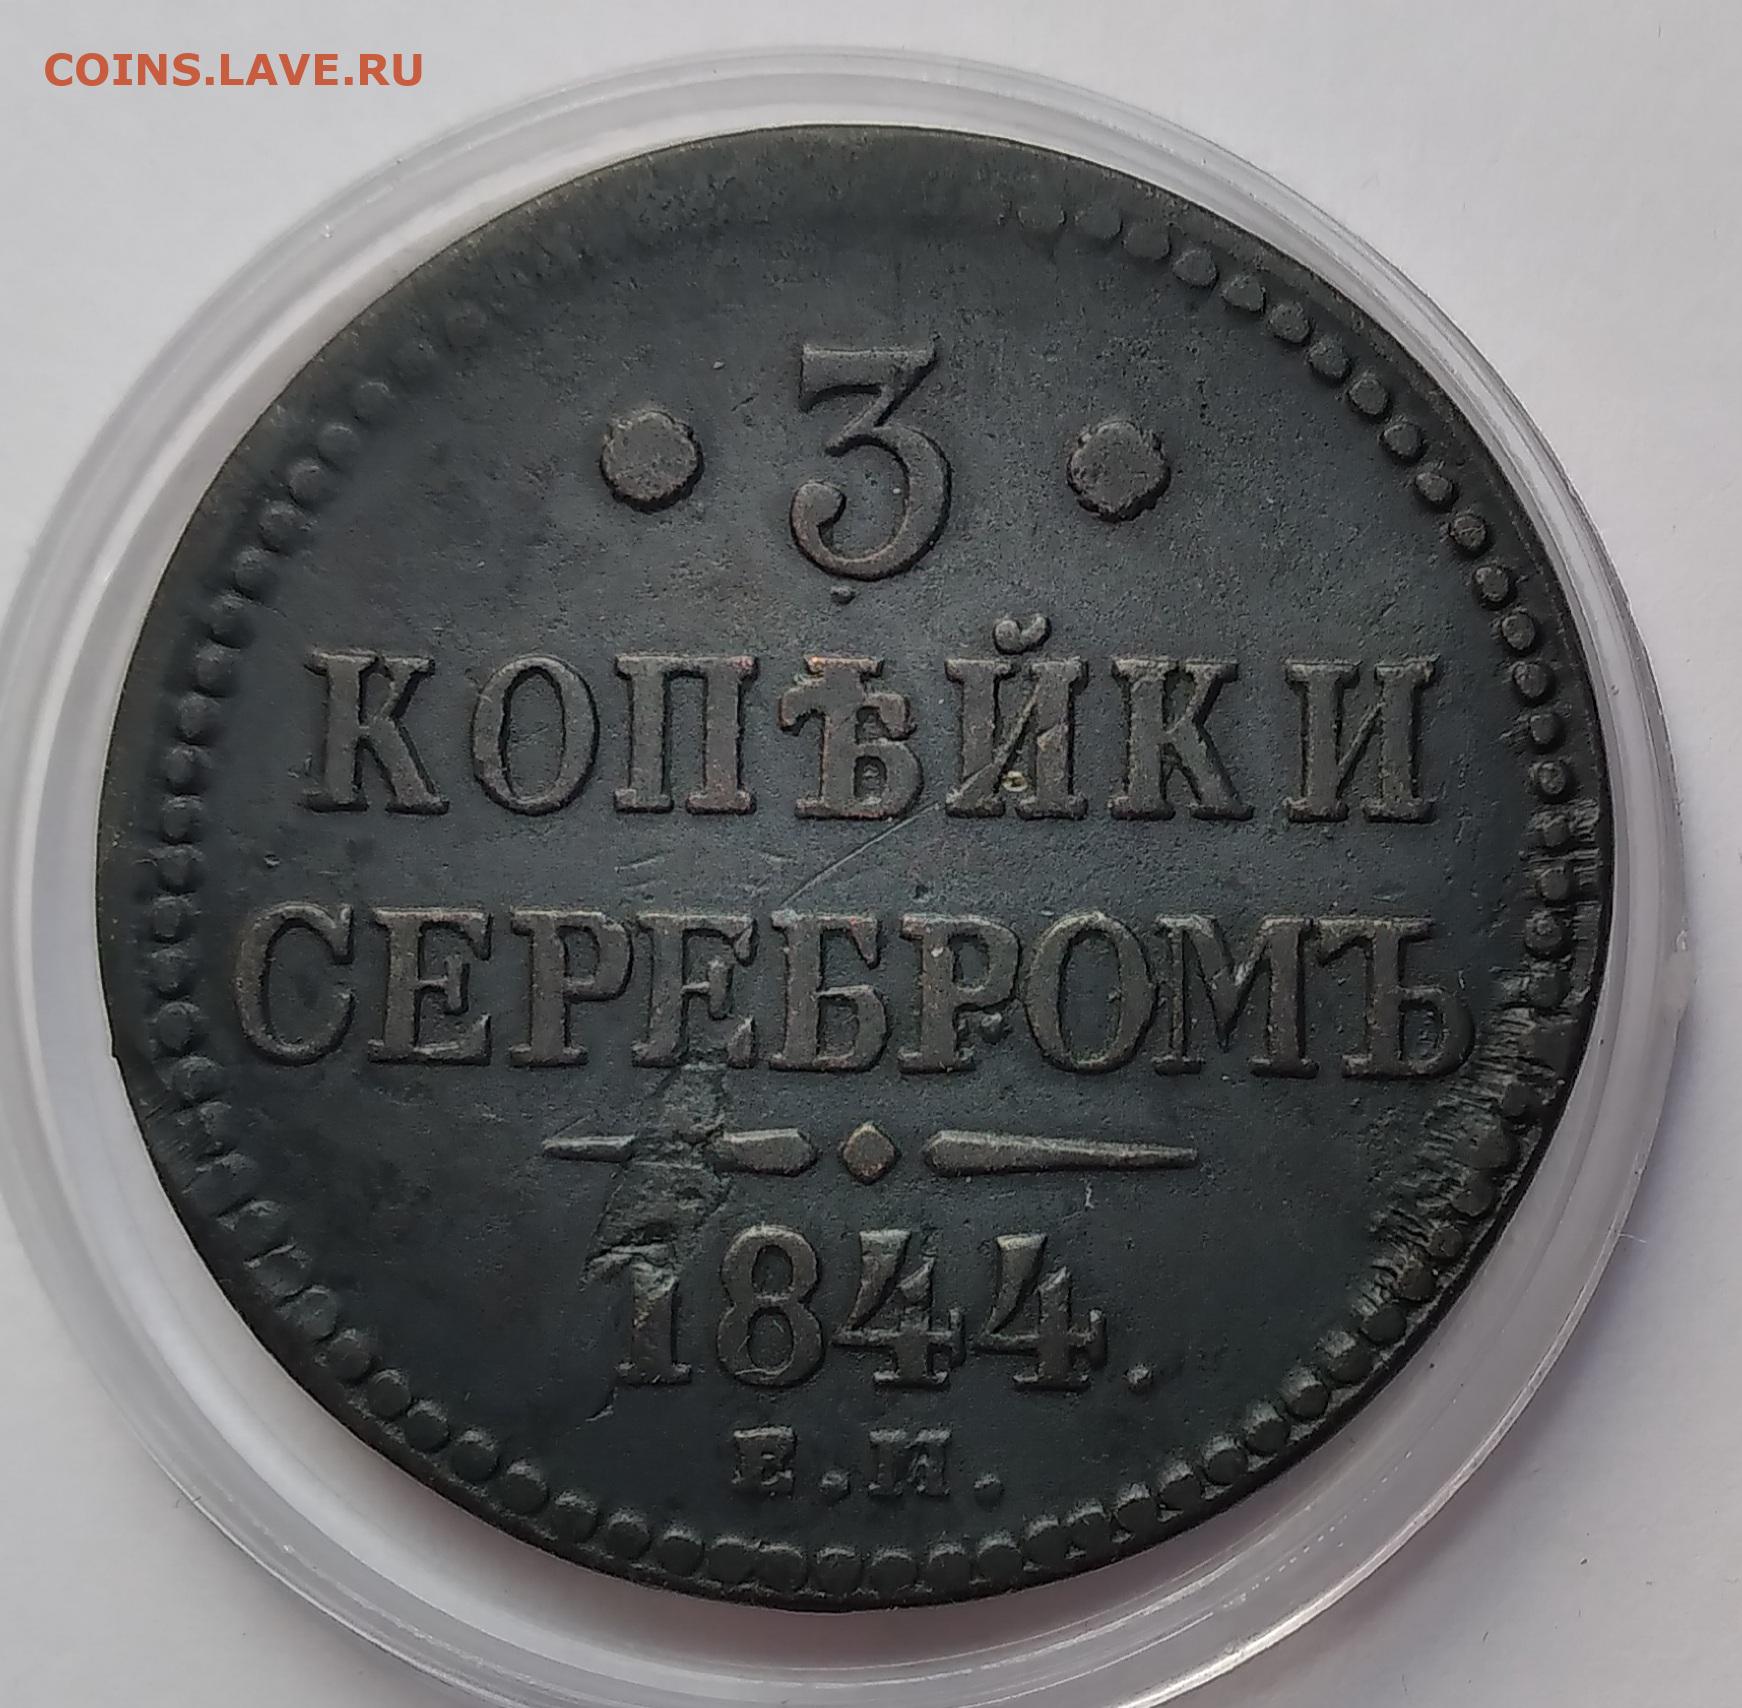 COINS.LAVE.RU
• 3 •
КОПѢЙКИ
СЕРЕБРОМЪ
1844.
Е.М.